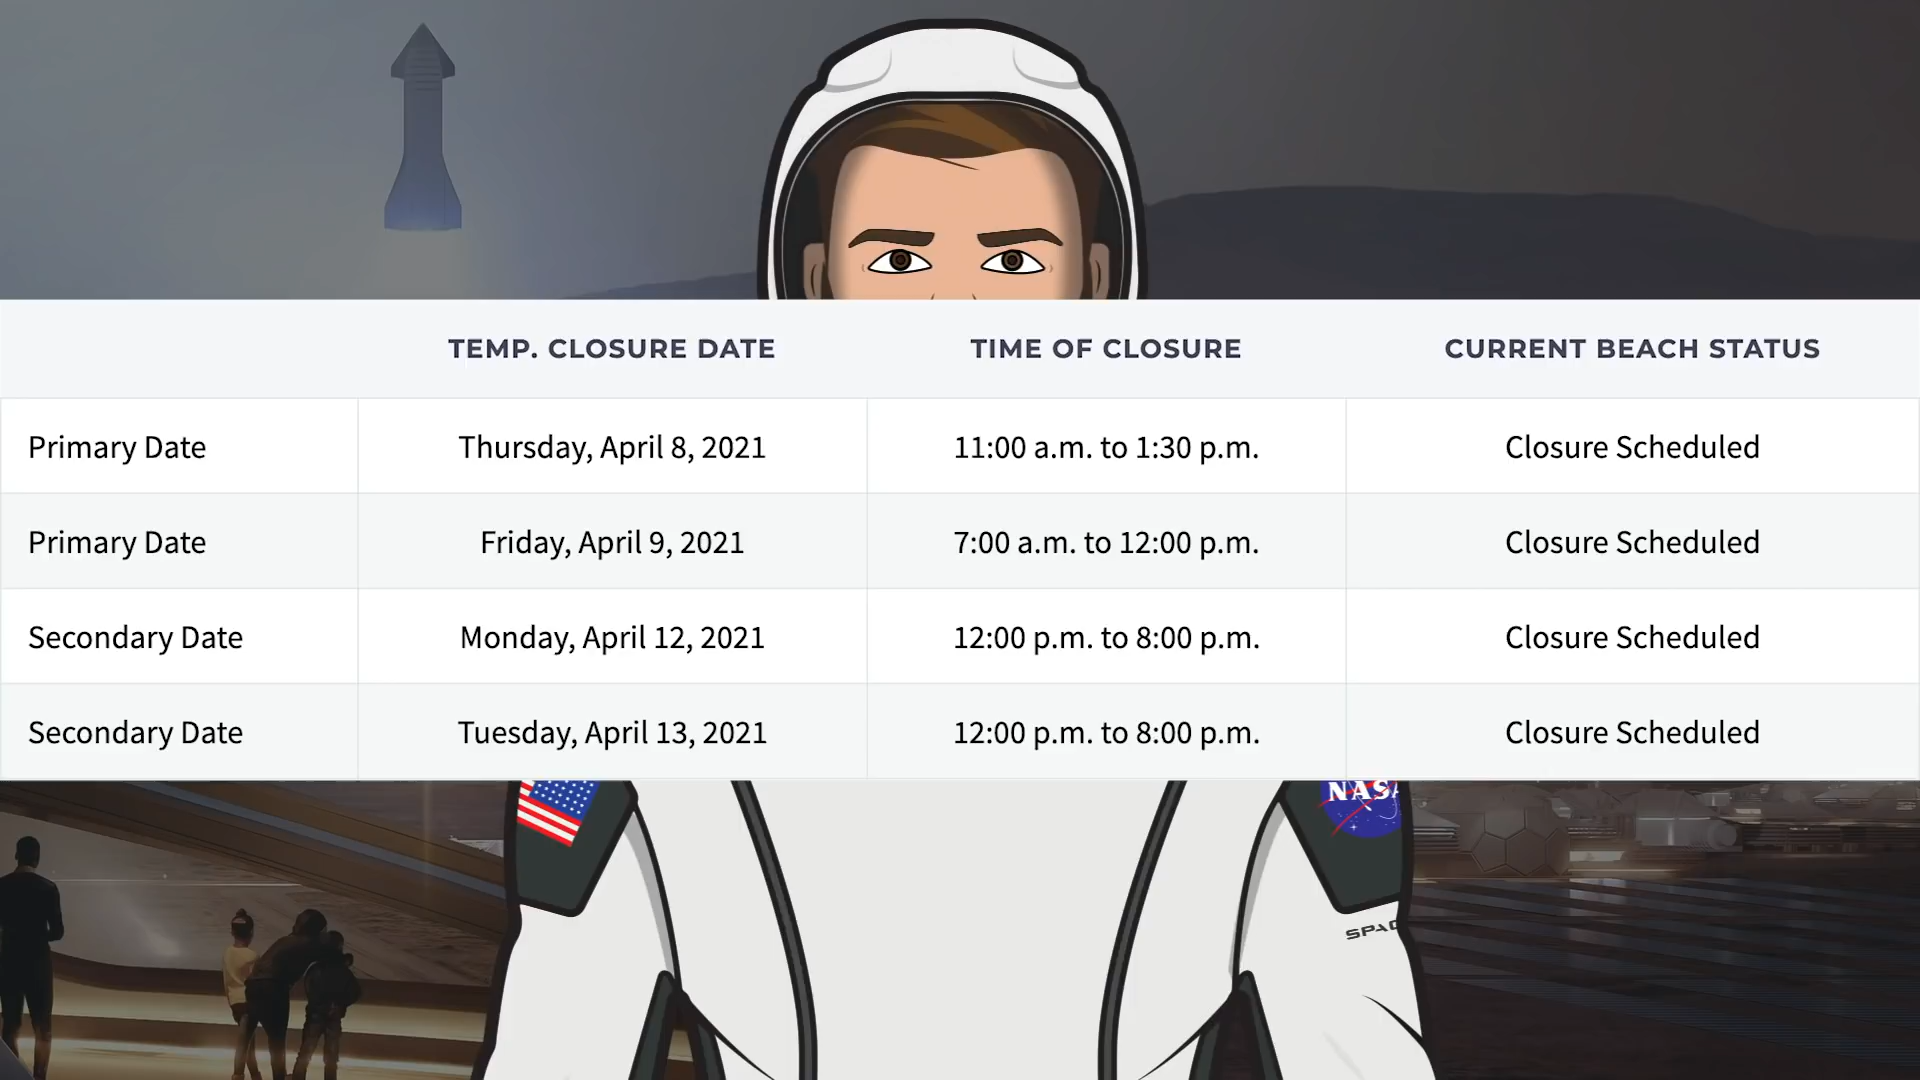 TEMP. CLOSURE DATE TIME OF CLOSURE CURRENT BEACH STATUS
Primary Date Thursday, April 8, 2021 11:00 a.m. to 1:30 p.m. Closure Scheduled
Primary Date Friday, April 9, 2021 7:00 a.m. to 12:00 p.m. Closure Scheduled
Secondary Date Monday, April 12, 2021 12:00 p.m. to 8:00 p.m. Closure Scheduled
Secondary Date Tuesday, April 13, 2021 12:00 p.m. to 8:00 p.m. Closure Scheduled
NASA
SPAC